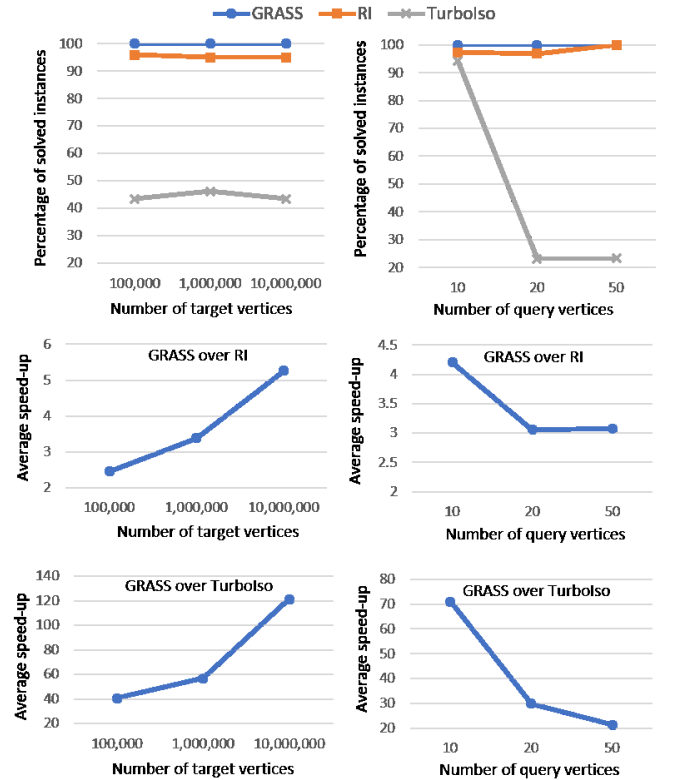 GRASS RI TurboIso
Percentage of solved instances
100
90
80
70
60
50
40
30
20
100,000 1,000,000 10,000,000
Number of target vertices
Percentage of solved instances
100
90
80
70
60
50
40
30
20
10 20 50
Number of query vertices
GRASS over RI
Average speed-up
6
5
4
3
2
100,000 1,000,000 10,000,000
Number of target vertices
GRASS over RI
Average speed-up
4.5
4
3.5
3
2.5
2
10 20 50
Number of query vertices
GRASS over TurboIso
Average speed-up
140
120
100
80
60
40
20
100,000 1,000,000 10,000,000
Number of target vertices
GRASS over TurboIso
Average speed-up
80
70
60
50
40
30
20
10 20 50
Number of query vertices